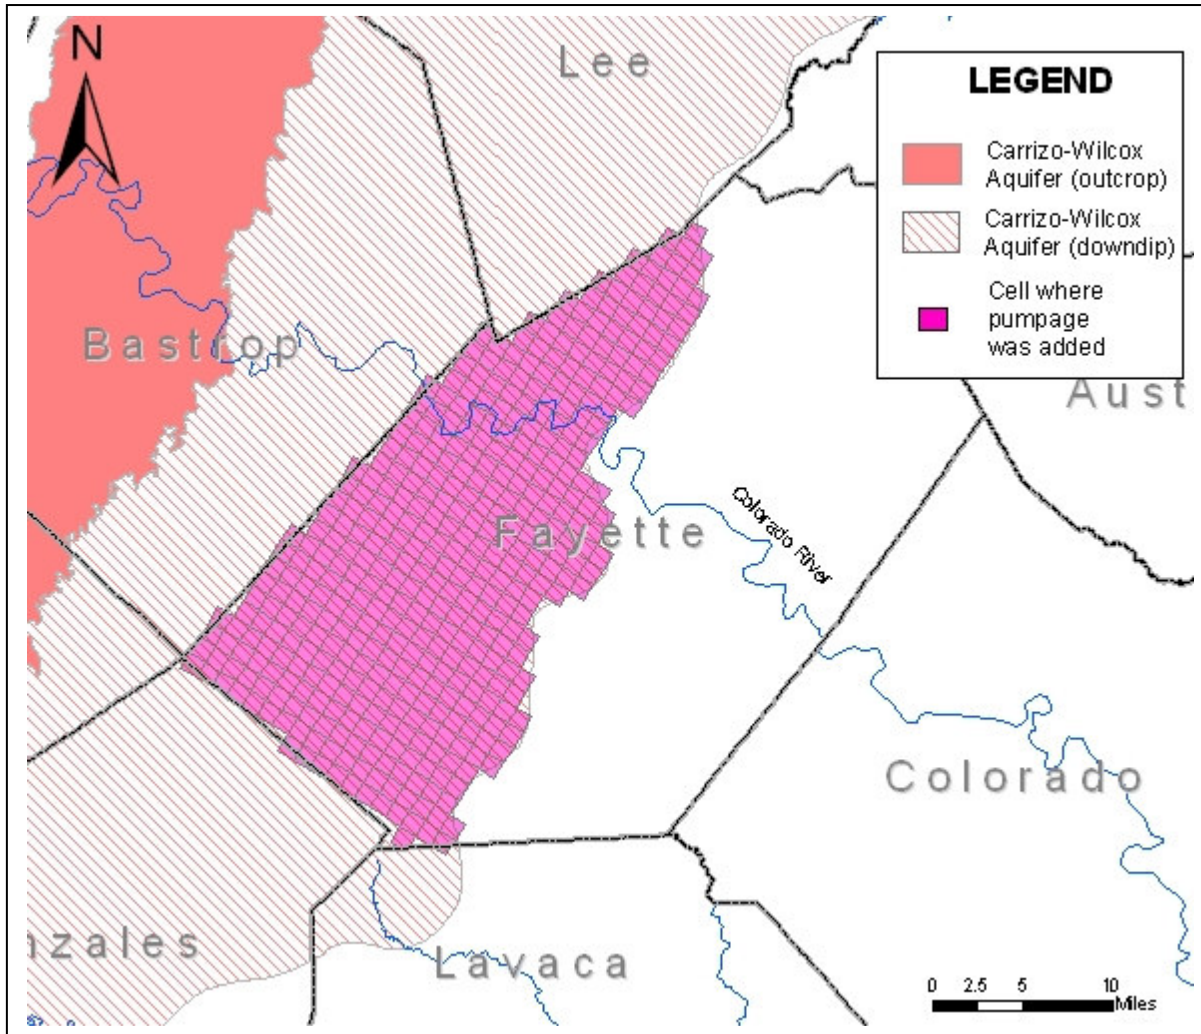 N
Lee
LEGEND
Carrizo-Wilcox
Aquifer (outcrop)
Carrizo-Wilcox
Aquifer (downdip)
Cell where
pumpage
was added
Bastrop
Aust
Colorado River
Fayette
Colorado
nzales
Lavaca
0 2.5 5 10
Miles